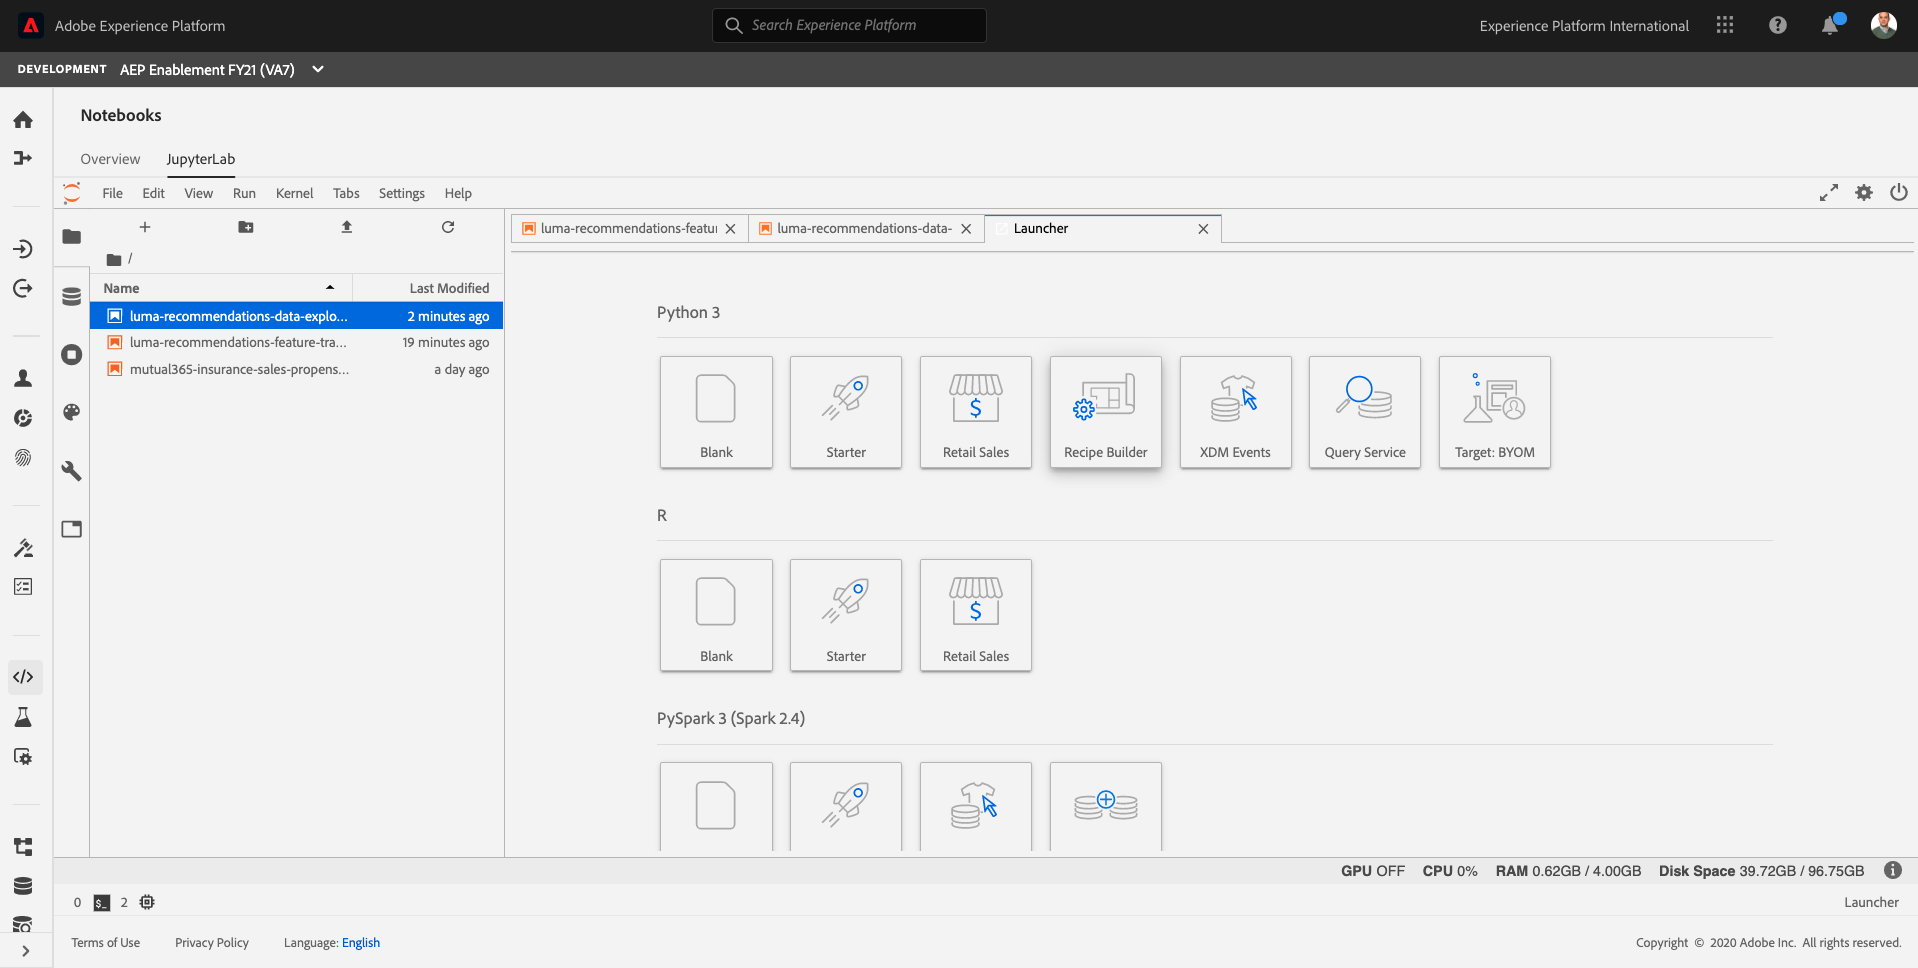 Adobe Experience Platform
Search Experience Platform
Experience Platform International
DEVELOPMENT AEP Enablement FY21 (VA7)
Notebooks
Overview JupyterLab
File Edit View Run Kernel Tabs Settings Help
luma-recommendations-featur luma-recommendations-data- Launcher
/
Name Last Modified
luma-recommendations-data-explo... 2 minutes ago
luma-recommendations-feature-tra... 19 minutes ago
mutual365-insurance-sales-propens... a day ago
Python 3
Blank Starter Retail Sales Recipe Builder XDM Events Query Service Target: BYOM
R
Blank Starter Retail Sales
PySpark 3 (Spark 2.4)
GPU OFF CPU 0% RAM 0.62GB / 4.00GB Disk Space 39.72GB / 96.75GB
0 $_ 2 Launcher
Terms of Use Privacy Policy Language: English Copyright © 2020 Adobe Inc. All rights reserved.